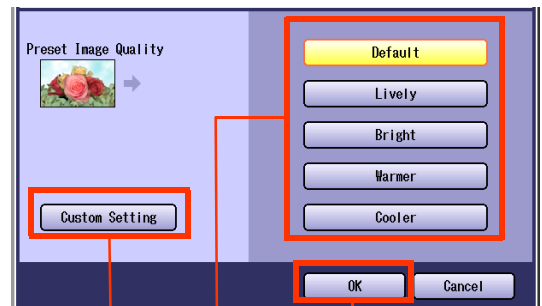 Preset Image Quality
Default
Lively
Bright
Warmer
Cooler
Custom Setting
OK
Cancel